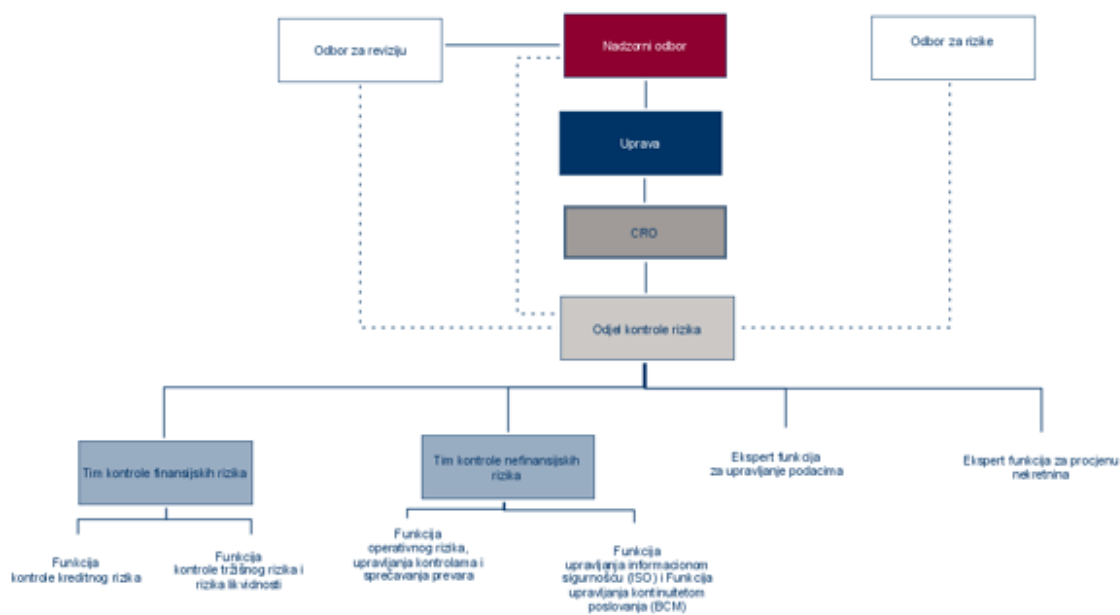 Odbor za reviziju
Nadzorni odbor
Odbor za rizike
Uprava
CRO
Odjel kontrole rizika
Tim kontrole finansijskih rizika
Tim kontrole nefinansijskih
rizika
Ekspert funkcija
za upravljanje podacima
Ekspert funkcija za procjenu
nekretnina
Funkcija
kontrole kreditnog rizika
Funkcija
kontrole tržišnog rizika i
rizika likvidnosti
Funkcija
operativnog rizika,
upravljanja kontrolama i
sprečavanja prevara
Funkcija
upravljanja informacionom
sigurnošću (ISO) i Funkcija
upravljanja kontinuitetom
poslovanja (BCM)